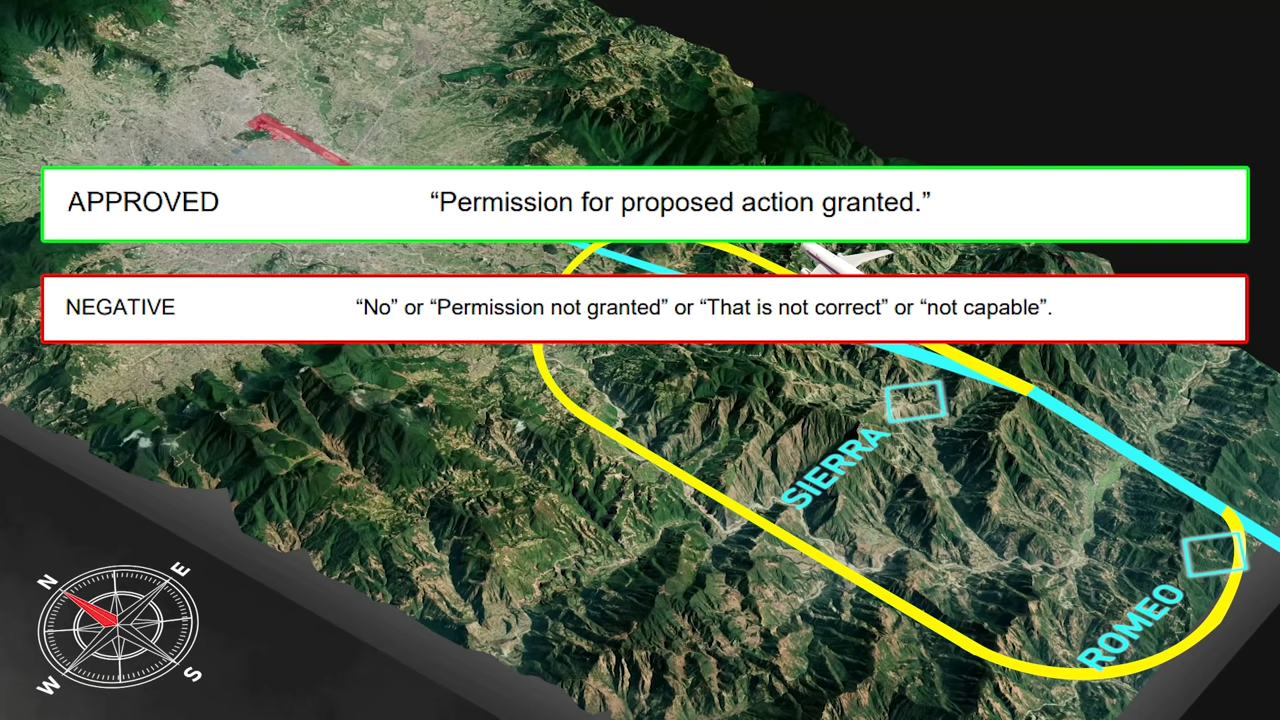 APPROVED “Permission for proposed action granted.”
NEGATIVE “No” or “Permission not granted” or “That is not correct” or “not capable”.
SIERRA
ROMEO
N
E
W
S